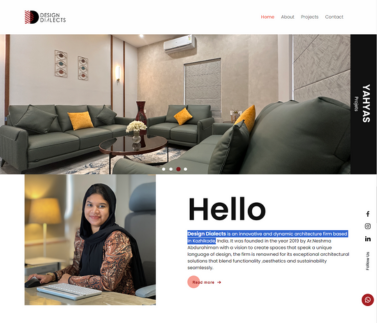 DESIGN
DIALECTS
Home About Projects Contact
YAHYAS
Projects
Hello
Design Dialects is an innovative and dynamic architecture firm based
in Kozhikode, India. It was founded in the year 2019 by Ar.Neshma
Abdurahiman with a vision to create spaces that speak a unique
language of design, the firm is renowned for its exceptional architectural
solutions that blend functionality ,aesthetics and sustainability
seamlessly.
READ MORE
Follow Us